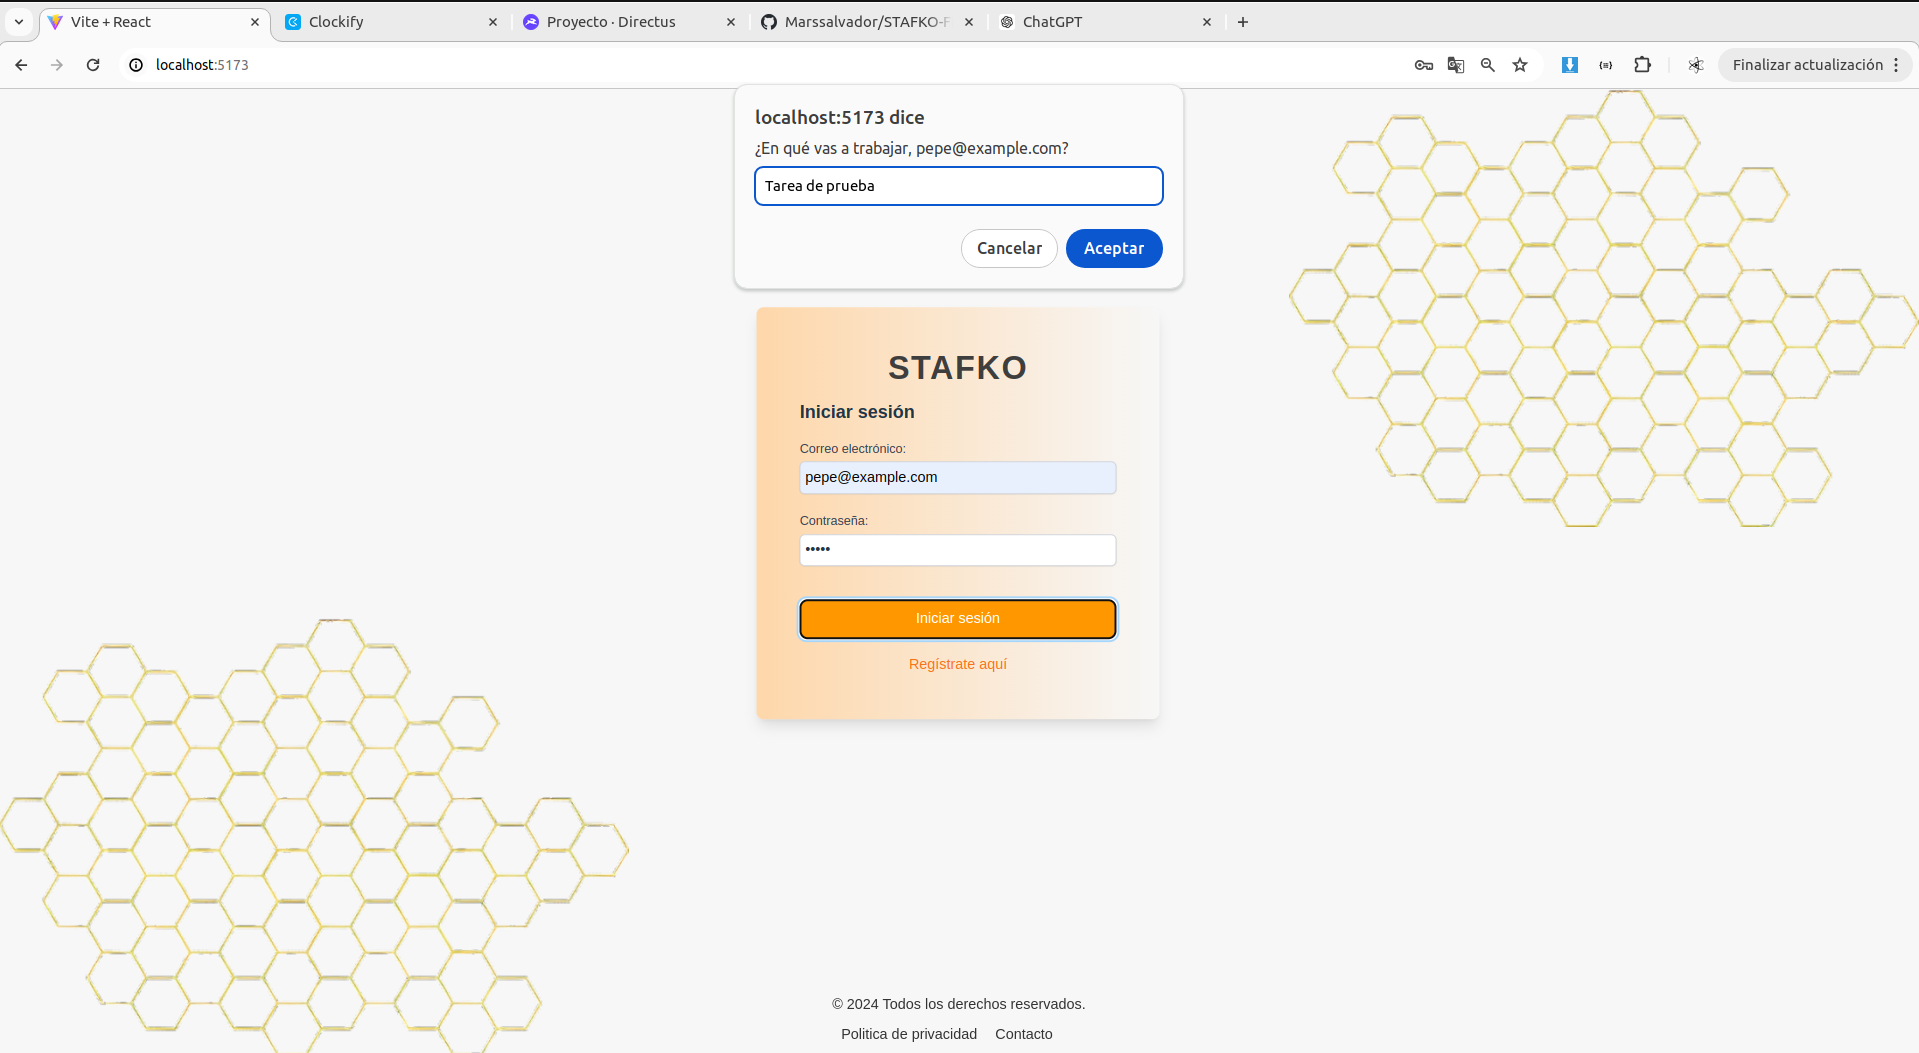 Vite + React
Clockify
Proyecto · Directus
Marssalvador/STAFKO-F
ChatGPT
localhost:5173
Finalizar actualización
localhost:5173 dice
¿En qué vas a trabajar, pepe@example.com?
Tarea de prueba
Cancelar
Aceptar
STAFKO
Iniciar sesión
Correo electrónico:
pepe@example.com
Contraseña:
•••••
Iniciar sesión
Regístrate aquí
© 2024 Todos los derechos reservados.
Politica de privacidad
Contacto